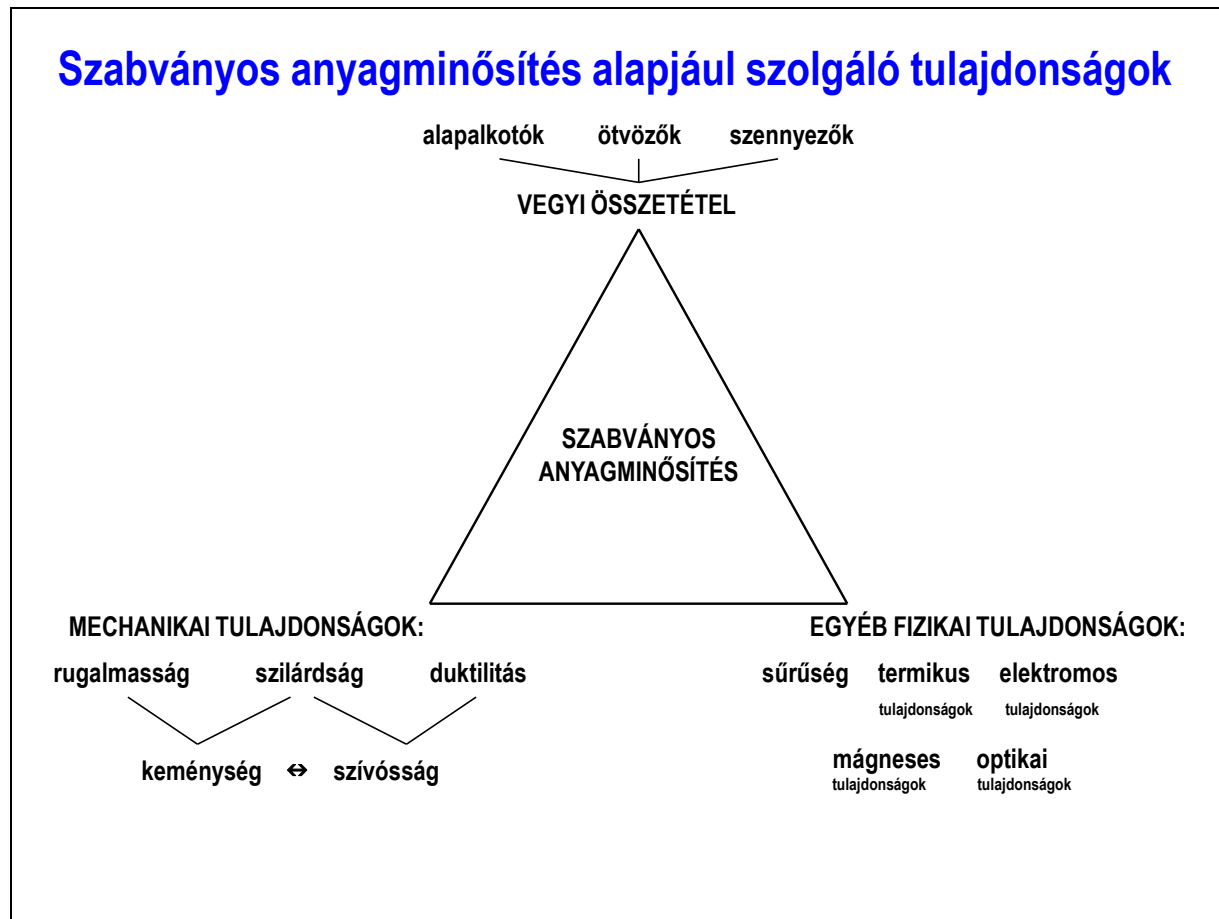 Szabványos anyagminősítés alapjául szolgáló tulajdonságok
alapalkotók ötvözők szennyezők
VEGYI ÖSSZETÉTEL
SZABVÁNYOS
ANYAGMINŐSÍTÉS
MECHANIKAI TULAJDONSÁGOK:
rugalmasság szilárdság duktilitás
keménység ↔ szívósság
EGYÉB FIZIKAI TULAJDONSÁGOK:
sűrűség termikus elektromos
tulajdonságok tulajdonságok
mágneses optikai
tulajdonságok tulajdonságok